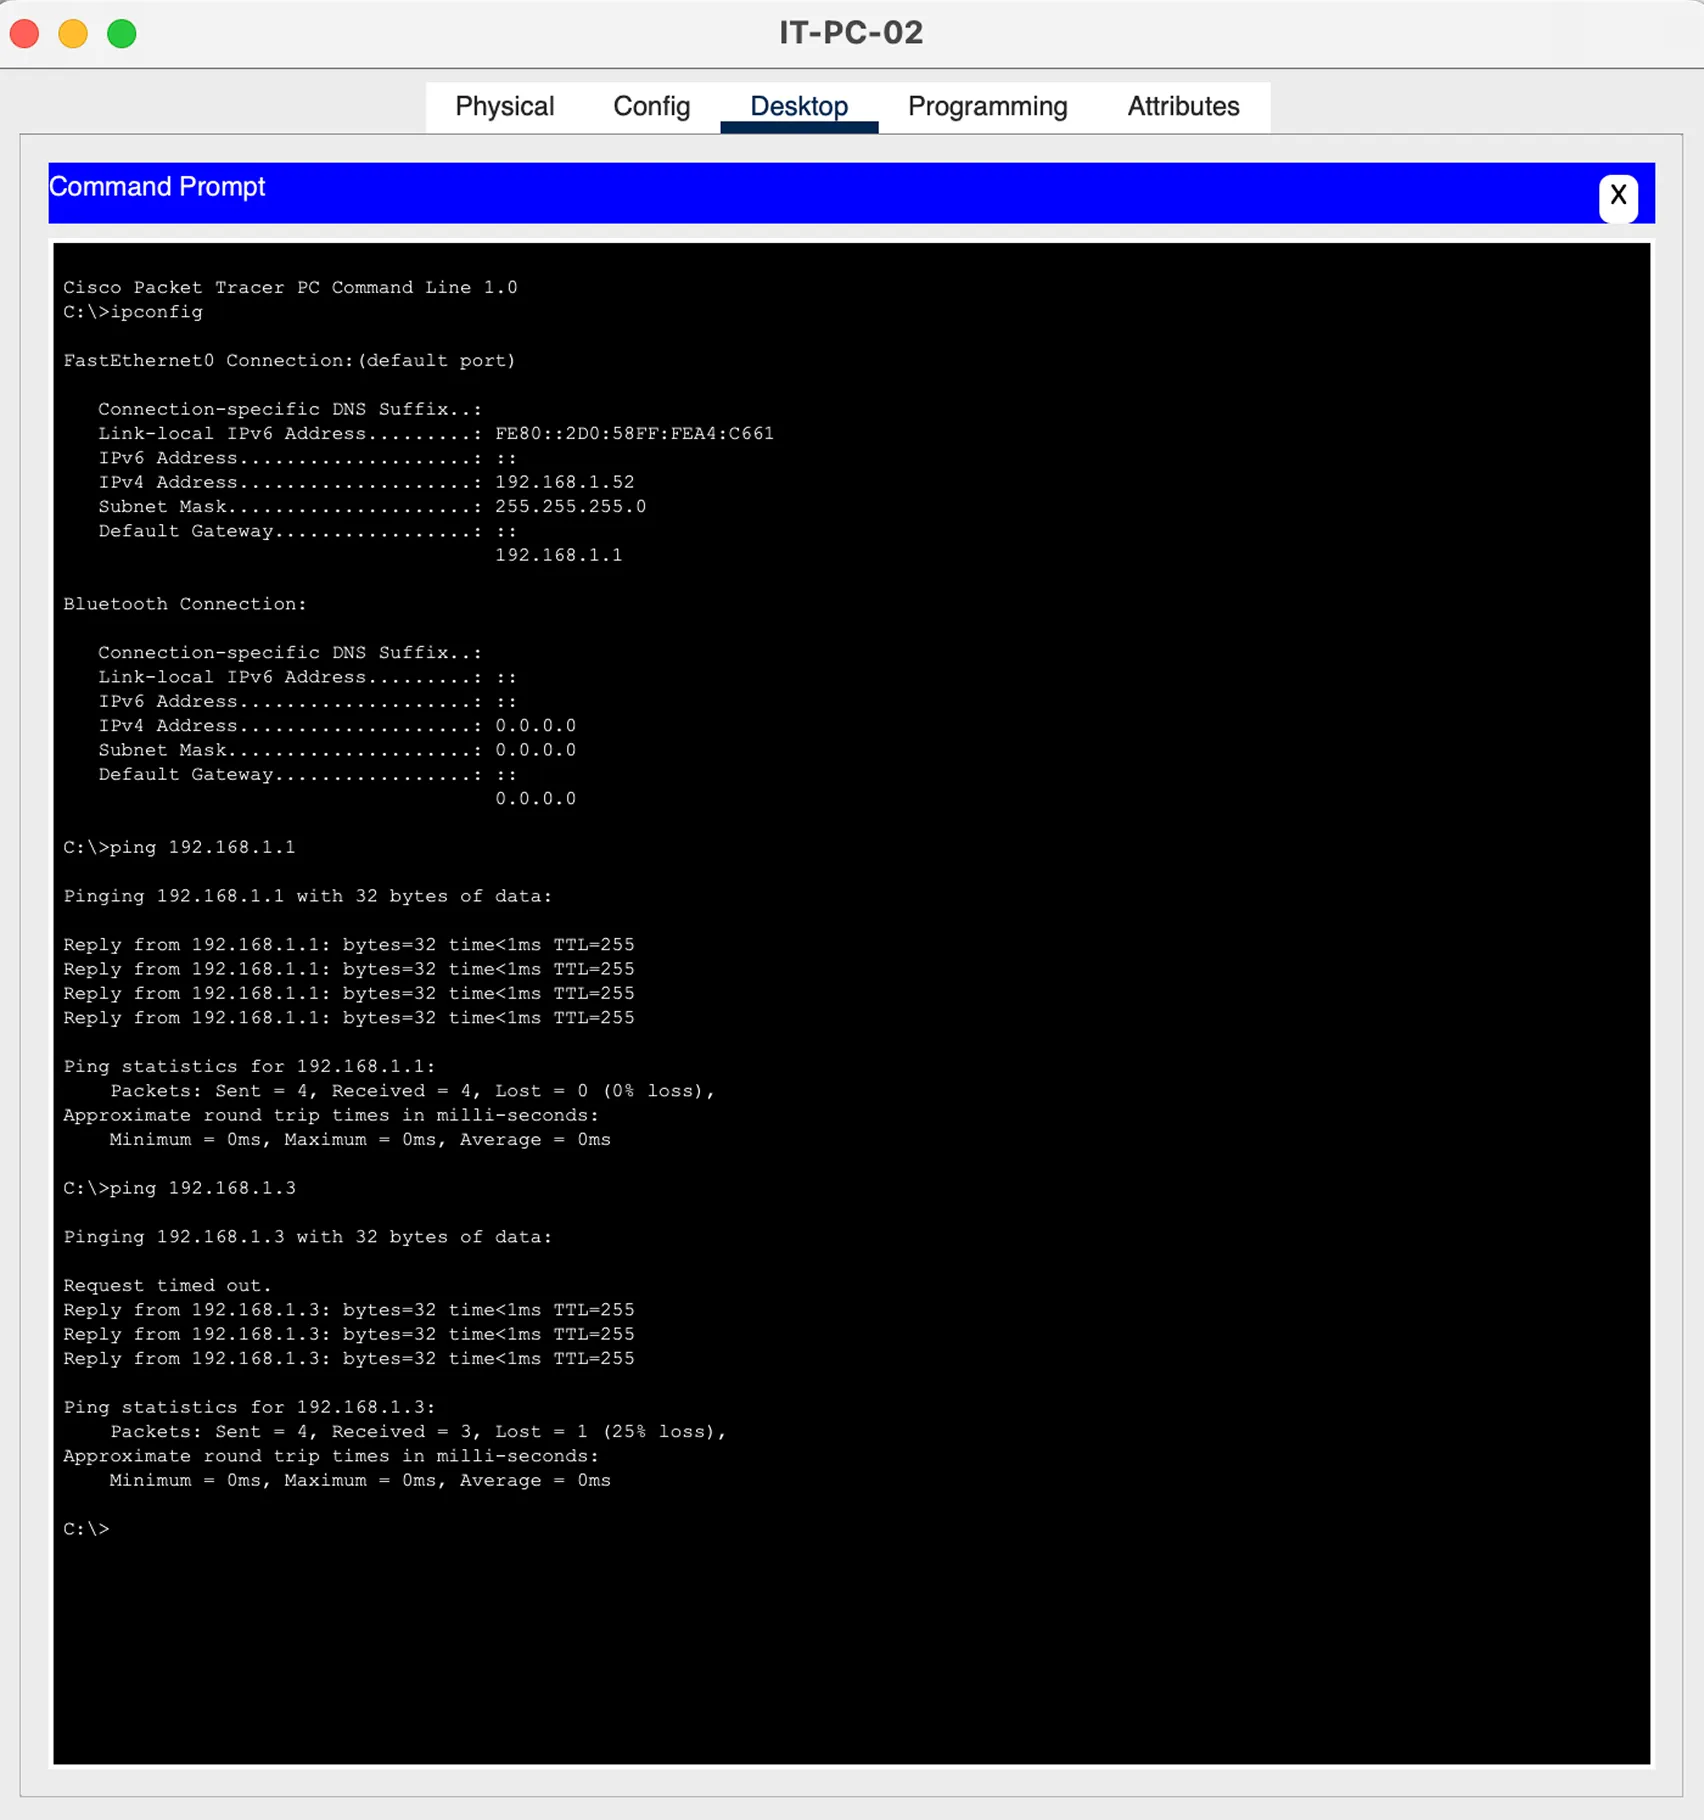 IT-PC-02
Physical Config Desktop Programming Attributes
Command Prompt
X
Cisco Packet Tracer PC Command Line 1.0
C:\>ipconfig
FastEthernet0 Connection:(default port)
Connection-specific DNS Suffix..:
Link-local IPv6 Address.........: FE80::2D0:58FF:FEA4:C661
IPv6 Address....................: ::
IPv4 Address....................: 192.168.1.52
Subnet Mask.....................: 255.255.255.0
Default Gateway.................: ::
192.168.1.1
Bluetooth Connection:
Connection-specific DNS Suffix..:
Link-local IPv6 Address.........: ::
IPv6 Address....................: ::
IPv4 Address....................: 0.0.0.0
Subnet Mask.....................: 0.0.0.0
Default Gateway.................: ::
0.0.0.0
C:\>ping 192.168.1.1
Pinging 192.168.1.1 with 32 bytes of data:
Reply from 192.168.1.1: bytes=32 time<1ms TTL=255
Reply from 192.168.1.1: bytes=32 time<1ms TTL=255
Reply from 192.168.1.1: bytes=32 time<1ms TTL=255
Reply from 192.168.1.1: bytes=32 time<1ms TTL=255
Ping statistics for 192.168.1.1:
Packets: Sent = 4, Received = 4, Lost = 0 (0% loss),
Approximate round trip times in milli-seconds:
Minimum = 0ms, Maximum = 0ms, Average = 0ms
C:\>ping 192.168.1.3
Pinging 192.168.1.3 with 32 bytes of data:
Request timed out.
Reply from 192.168.1.3: bytes=32 time<1ms TTL=255
Reply from 192.168.1.3: bytes=32 time<1ms TTL=255
Reply from 192.168.1.3: bytes=32 time<1ms TTL=255
Ping statistics for 192.168.1.3:
Packets: Sent = 4, Received = 3, Lost = 1 (25% loss),
Approximate round trip times in milli-seconds:
Minimum = 0ms, Maximum = 0ms, Average = 0ms
C:\>